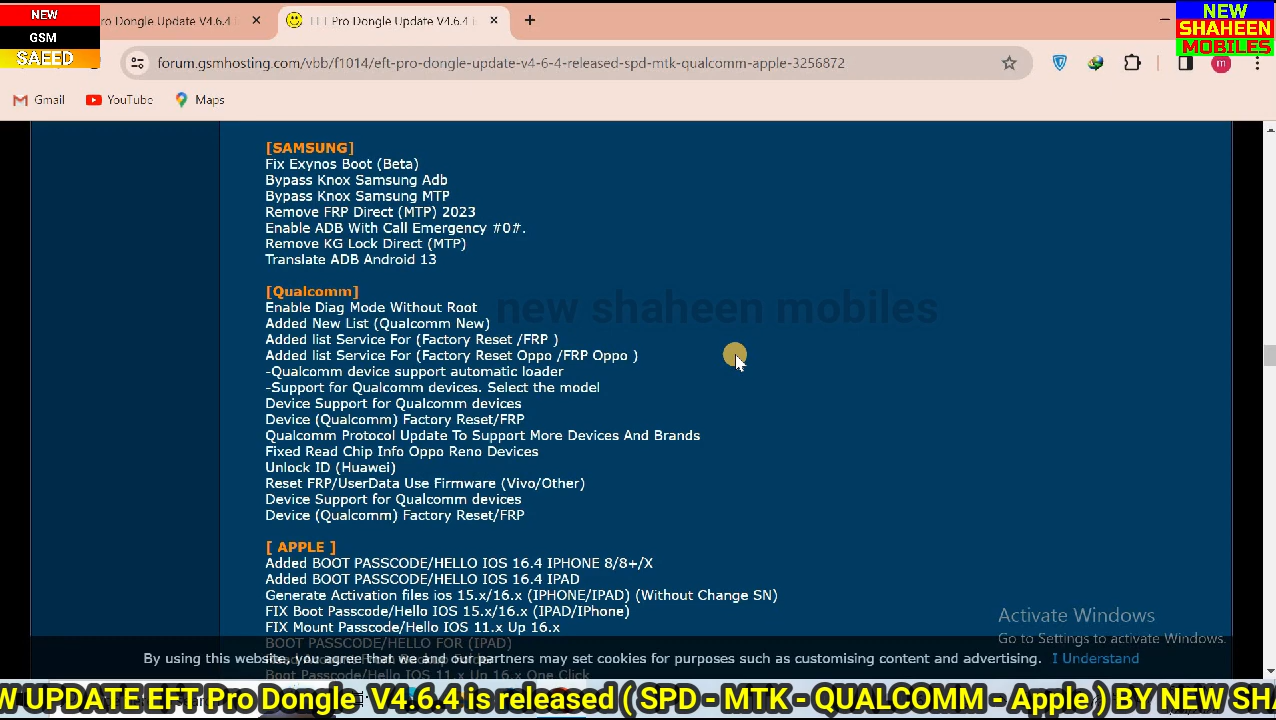 NEW
GSM
SAEED
Pro Dongle Update V4.6.4 is
EFT Pro Dongle Update V4.6.4 is
NEW
SHAHEEN
MOBILES
forum.gsmhosting.com/vbb/f1014/eft-pro-dongle-update-v4-6-4-released-spd-mtk-qualcomm-apple-3256872
m
Gmail
YouTube
Maps
[SAMSUNG]
Fix Exynos Boot (Beta)
Bypass Knox Samsung Adb
Bypass Knox Samsung MTP
Remove FRP Direct (MTP) 2023
Enable ADB With Call Emergency #0#.
Remove KG Lock Direct (MTP)
Translate ADB Android 13
[Qualcomm]
Enable Diag Mode Without Root
new shaheen mobiles
Added New List (Qualcomm New)
Added list Service For (Factory Reset /FRP )
Added list Service For (Factory Reset Oppo /FRP Oppo )
-Qualcomm device support automatic loader
-Support for Qualcomm devices. Select the model
Device Support for Qualcomm devices
Device (Qualcomm) Factory Reset/FRP
Qualcomm Protocol Update To Support More Devices And Brands
Fixed Read Chip Info Oppo Reno Devices
Unlock ID (Huawei)
Reset FRP/UserData Use Firmware (Vivo/Other)
Device Support for Qualcomm devices
Device (Qualcomm) Factory Reset/FRP
[ APPLE ]
Added BOOT PASSCODE/HELLO IOS 16.4 IPHONE 8/8+/X
Added BOOT PASSCODE/HELLO IOS 16.4 IPAD
Generate Activation files ios 15.x/16.x (IPHONE/IPAD) (Without Change SN)
FIX Boot Passcode/Hello IOS 15.x/16.x (IPAD/IPhone)
FIX Mount Passcode/Hello IOS 11.x Up 16.x
BOOT PASSCODE/HELLO FOR (IPAD)
Activate Windows
Go to Settings to activate Windows.
By using this website, you agree that we and our partners may set cookies for purposes such as customising content and advertising. I Understand
IOS 11.x Up 16.x One Click
W UPDATE EFT Pro Dongle V4.6.4 is released ( SPD - MTK - QUALCOMM - Apple ) BY NEW SHA